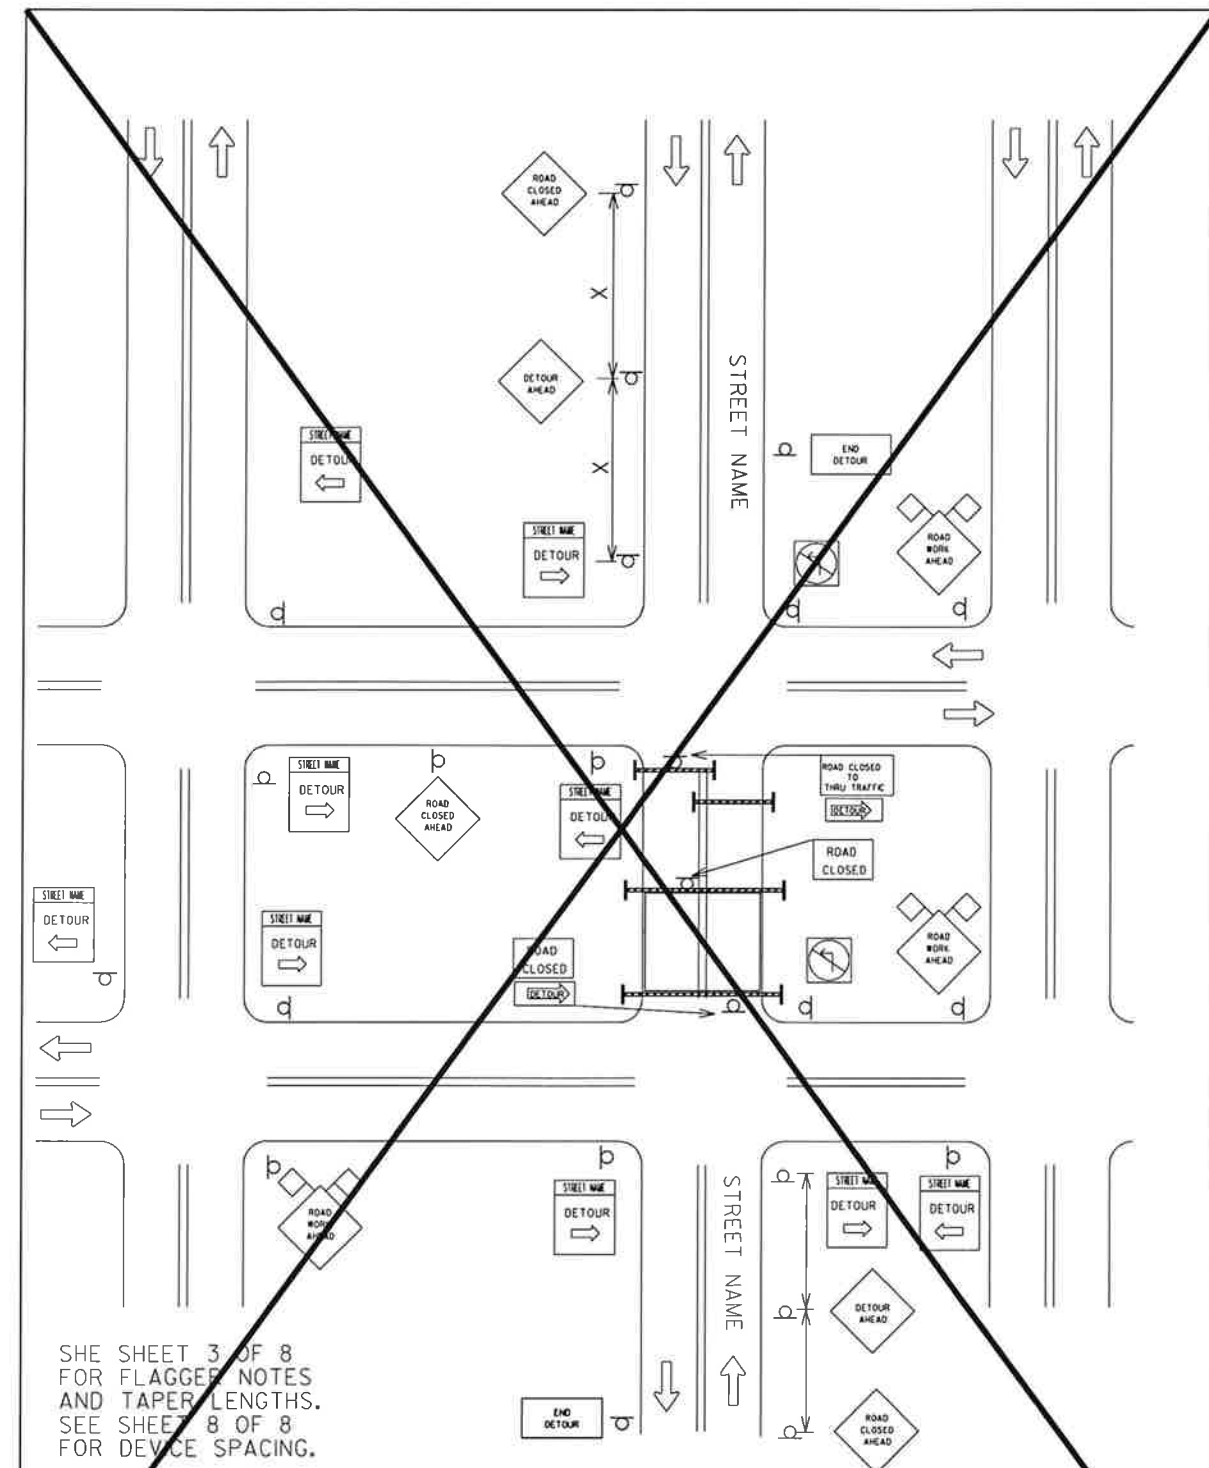 ROAD
CLOSED
AHEAD
X
DETOUR
AHEAD
STREET NAME
STREET NAME
DETOUR
X
END
DETOUR
STREET NAME
DETOUR
ROAD
WORK
AHEAD
STREET NAME
DETOUR
ROAD
CLOSED
AHEAD
STREET NAME
DETOUR
ROAD CLOSED
TO
THRU TRAFFIC
DETOUR
ROAD
CLOSED
STREET NAME
DETOUR
STREET NAME
DETOUR
ROAD
CLOSED
DETOUR
ROAD
WORK
AHEAD
ROAD
WORK
AHEAD
STREET NAME
DETOUR
STREET NAME
STREET NAME
DETOUR
STREET NAME
DETOUR
DETOUR
AHEAD
END
DETOUR
ROAD
CLOSED
AHEAD
SHE SHEET 3 OF 8
FOR FLAGGER NOTES
AND TAPER LENGTHS.
SEE SHEET 8 OF 8
FOR DEVICE SPACING.